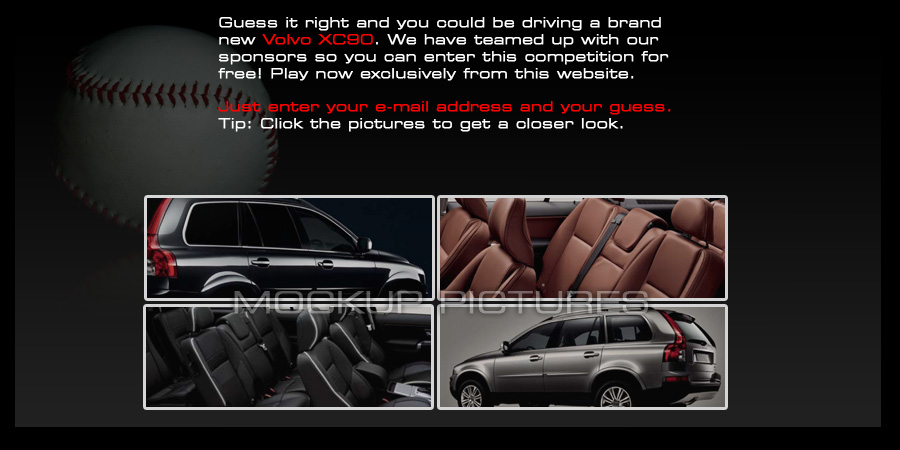 Guess it right and you could be driving a brand
new Volvo XC90. We have teamed up with our
sponsors so you can enter this competition for
free! Play now exclusively from this website.
Just enter your e-mail address and your guess.
Tip: Click the pictures to get a closer look.
MOCKUP PICTURES